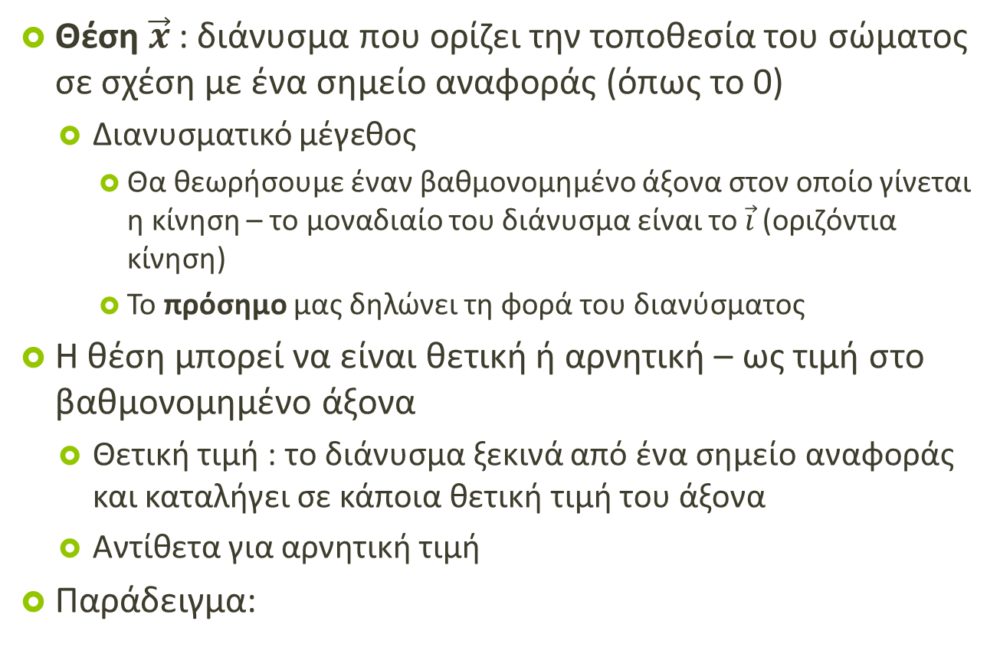 Θέση x⃗ : διάνυσμα που ορίζει την τοποθεσία του σώματος
σε σχέση με ένα σημείο αναφοράς (όπως το 0)
Διανυσματικό μέγεθος
Θα θεωρήσουμε έναν βαθμονομημένο άξονα στον οποίο γίνεται
η κίνηση – το μοναδιαίο του διάνυσμα είναι το i⃗ (οριζόντια
κίνηση)
Το πρόσημο μας δηλώνει τη φορά του διανύσματος
Η θέση μπορεί να είναι θετική ή αρνητική – ως τιμή στο
βαθμονομημένο άξονα
Θετική τιμή : το διάνυσμα ξεκινά από ένα σημείο αναφοράς
και καταλήγει σε κάποια θετική τιμή του άξονα
Αντίθετα για αρνητική τιμή
Παράδειγμα: